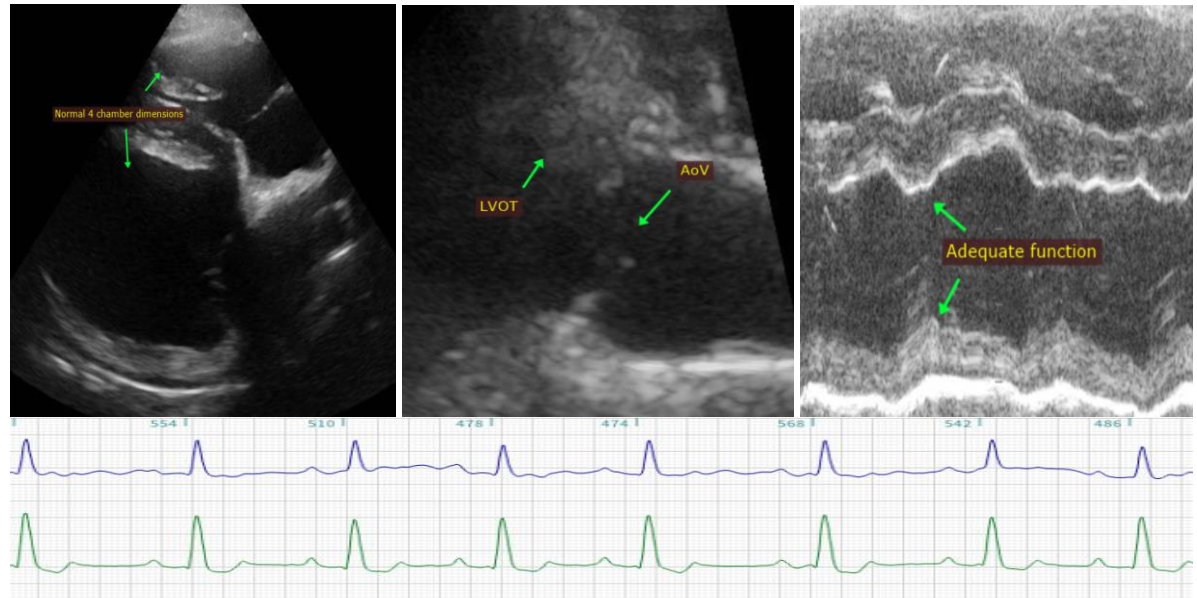 Normal 4 chamber dimensions
LVOT
AoV
Adequate function
554 510 478 474 568 542 486